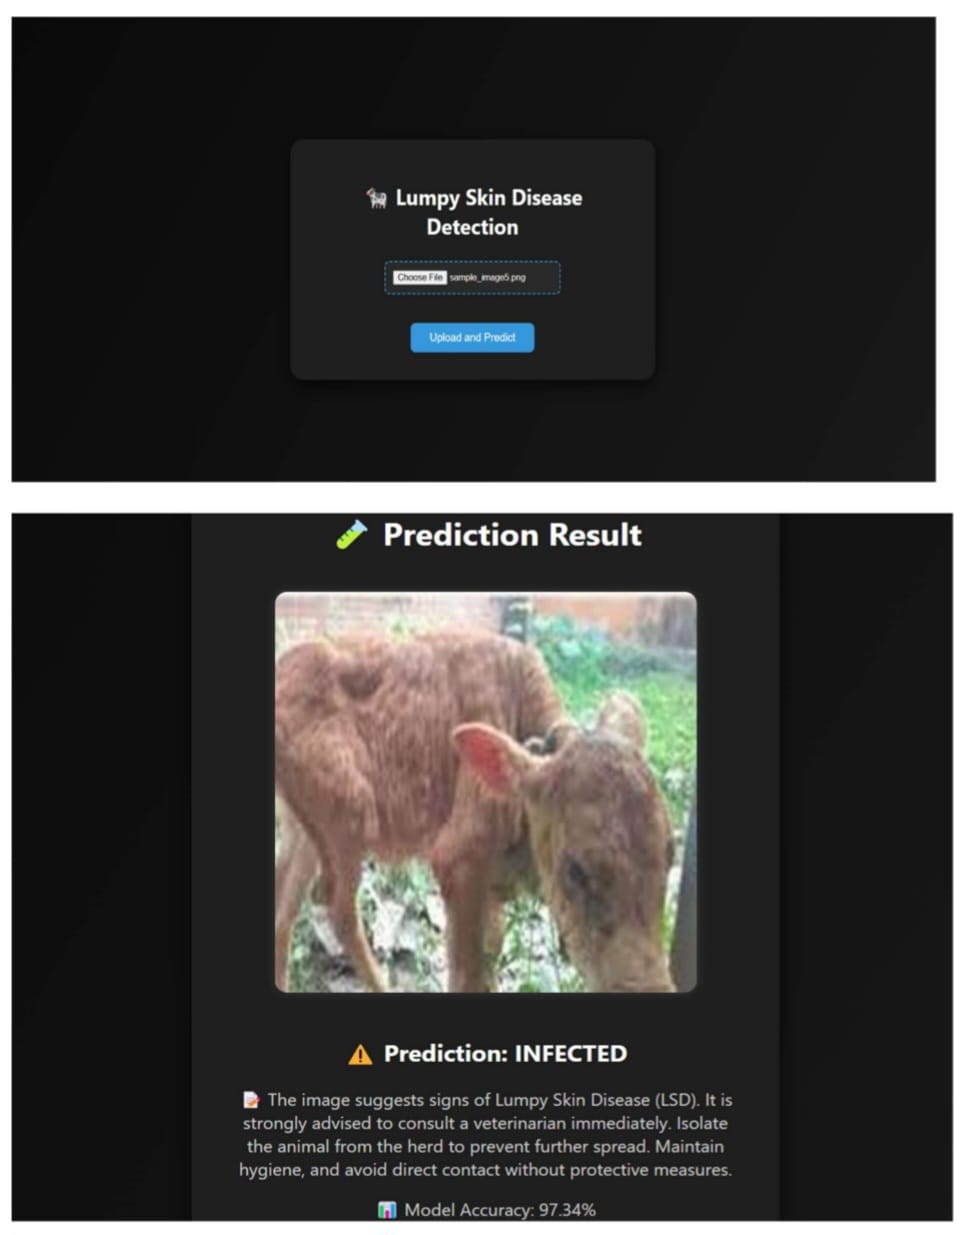 Lumpy Skin Disease
Detection
Choose File sample_image5.png
Upload and Predict
Prediction Result
Prediction: INFECTED
The image suggests signs of Lumpy Skin Disease (LSD). It is
strongly advised to consult a veterinarian immediately. Isolate
the animal from the herd to prevent further spread. Maintain
hygiene, and avoid direct contact without protective measures.
Model Accuracy: 97.34%